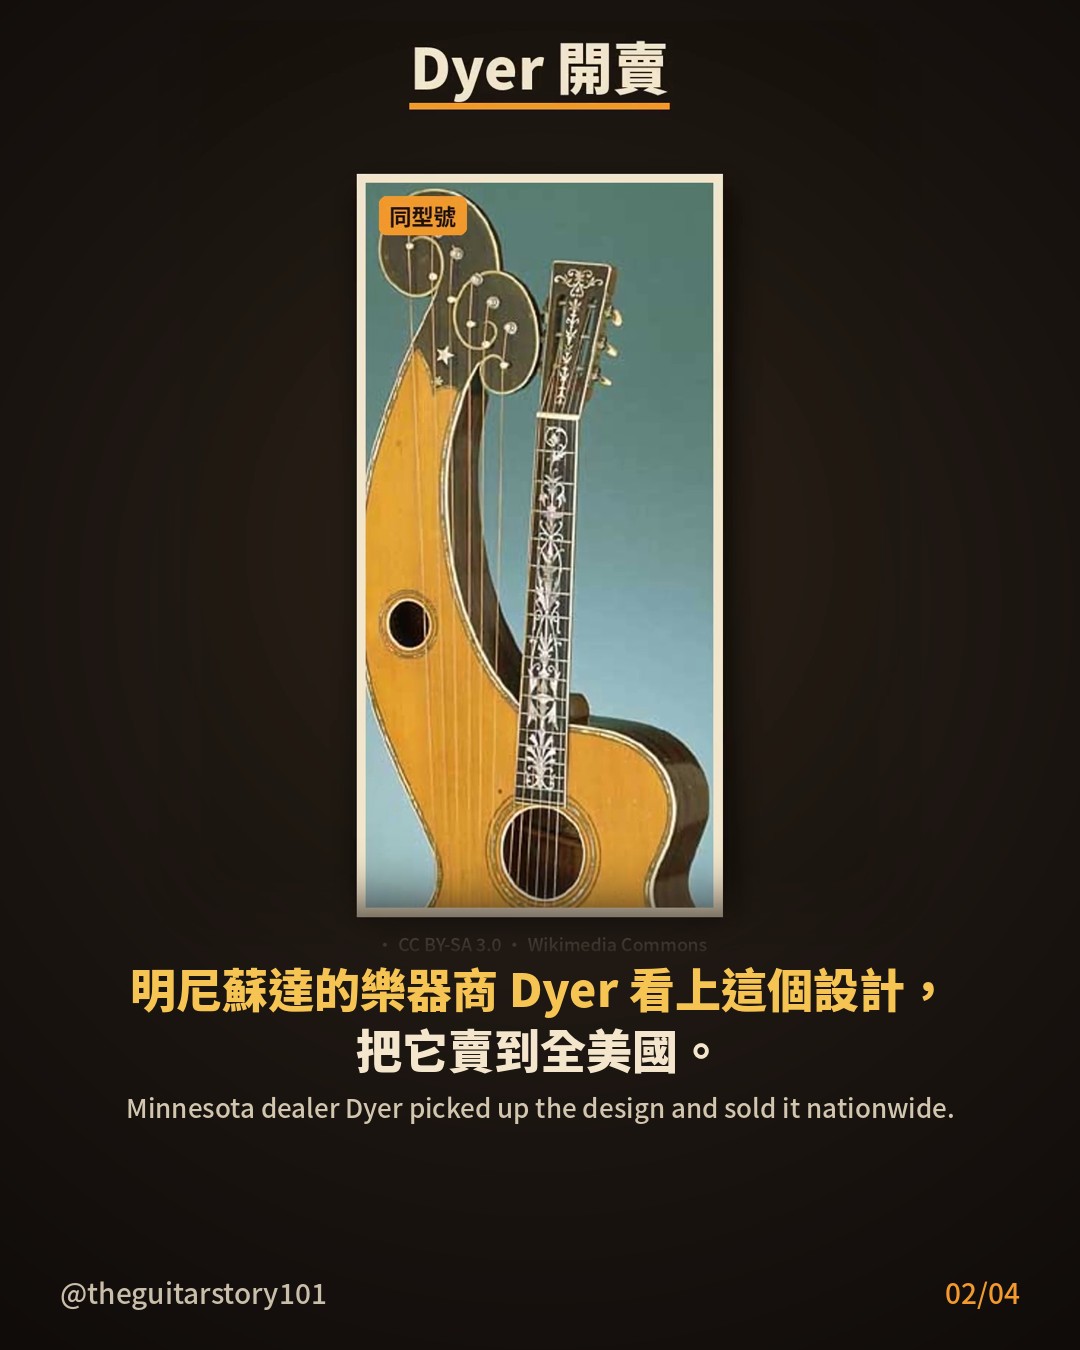 Dyer 開賣
同型號
• CC BY-SA 3.0 • Wikimedia Commons
明尼蘇達的樂器商 Dyer 看上這個設計，
把它賣到全美國。
Minnesota dealer Dyer picked up the design and sold it nationwide.
@theguitarstory101
02/04